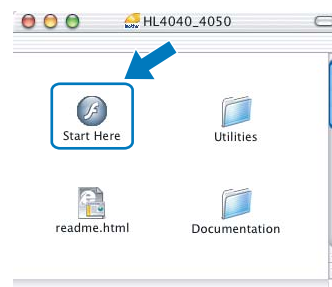 HL4040_4050
Start Here
Utilities
readme.html
Documentation